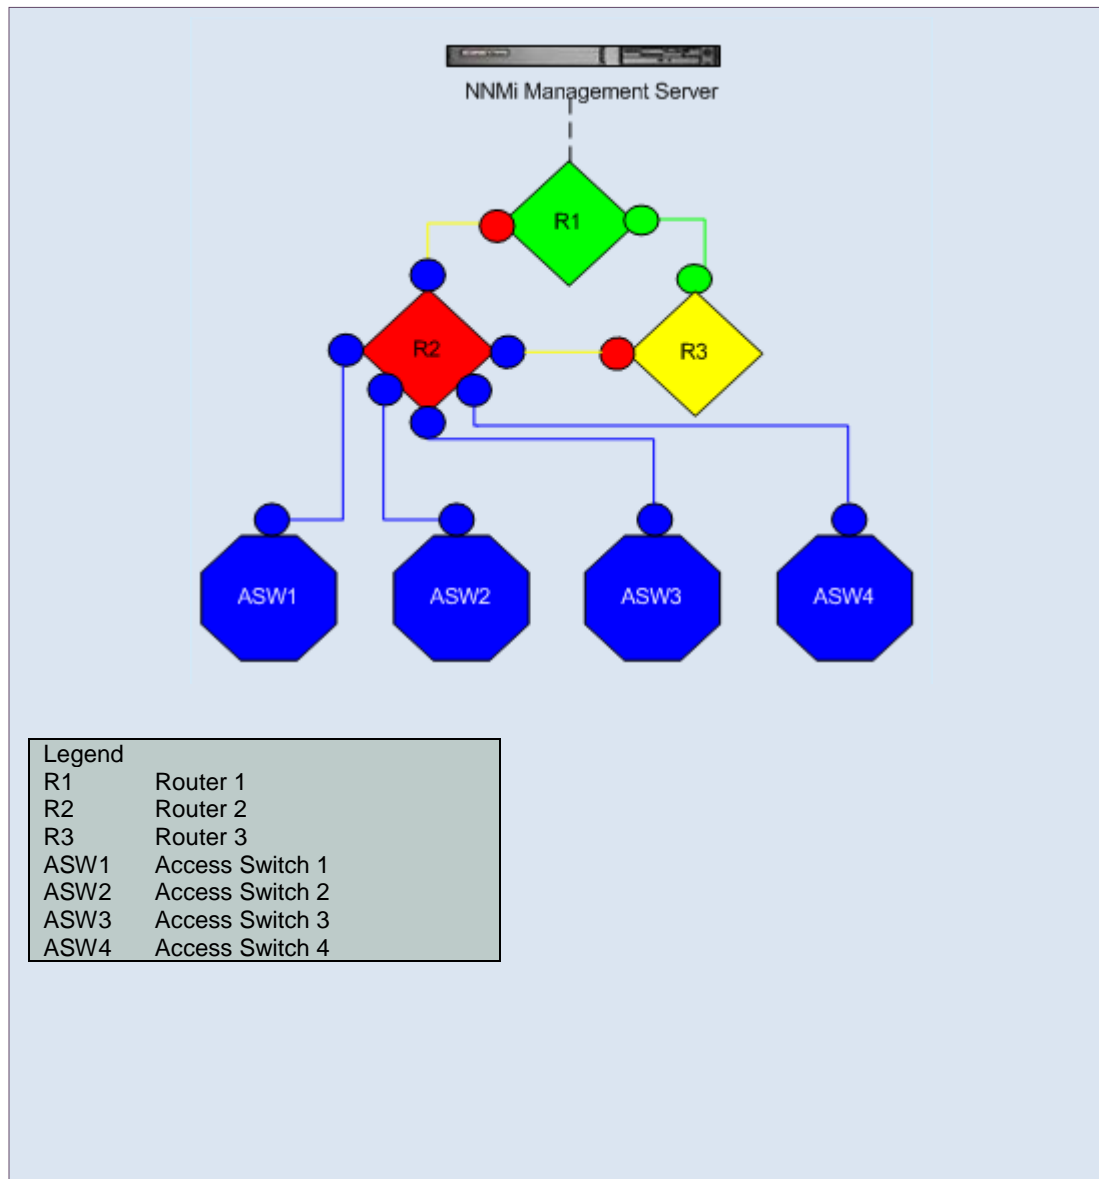 NNMi Management Server
R1
R2
R3
ASW1
ASW2
ASW3
ASW4
Legend
R1 Router 1
R2 Router 2
R3 Router 3
ASW1 Access Switch 1
ASW2 Access Switch 2
ASW3 Access Switch 3
ASW4 Access Switch 4